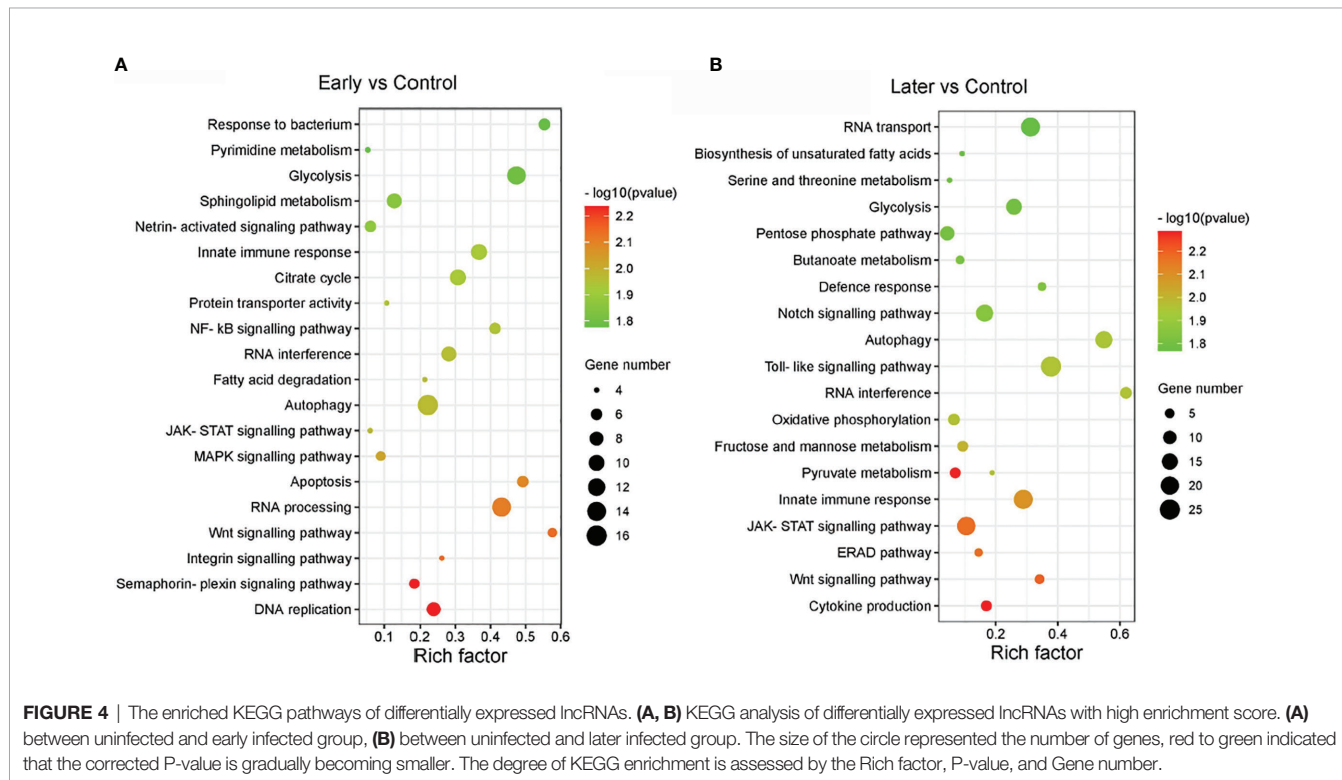 A
Early vs Control
Response to bacterium
Pyrimidine metabolism
Glycolysis
Sphingolipid metabolism
Netrin- activated signaling pathway
Innate immune response
Citrate cycle
Protein transporter activity
NF- kB signalling pathway
RNA interference
Fatty acid degradation
Autophagy
JAK- STAT signalling pathway
MAPK signalling pathway
Apoptosis
RNA processing
Wnt signalling pathway
Integrin signalling pathway
Semaphorin- plexin signaling pathway
DNA replication
0.1 0.2 0.3 0.4 0.5 0.6
Rich factor
- log10(pvalue)
2.2
2.1
2.0
1.9
1.8
Gene number
4
6
8
10
12
14
16
B
Later vs Control
RNA transport
Biosynthesis of unsaturated fatty acids
Serine and threonine metabolism
Glycolysis
Pentose phosphate pathway
Butanoate metabolism
Defence response
Notch signalling pathway
Autophagy
Toll- like signalling pathway
RNA interference
Oxidative phosphorylation
Fructose and mannose metabolism
Pyruvate metabolism
Innate immune response
JAK- STAT signalling pathway
ERAD pathway
Wnt signalling pathway
Cytokine production
0.2 0.4 0.6
Rich factor
- log10(pvalue)
2.2
2.1
2.0
1.9
1.8
Gene number
5
10
15
20
25
FIGURE 4 | The enriched KEGG pathways of differentially expressed lncRNAs. (A, B) KEGG analysis of differentially expressed lncRNAs with high enrichment score. (A)
between uninfected and early infected group, (B) between uninfected and later infected group. The size of the circle represented the number of genes, red to green indicated
that the corrected P-value is gradually becoming smaller. The degree of KEGG enrichment is assessed by the Rich factor, P-value, and Gene number.